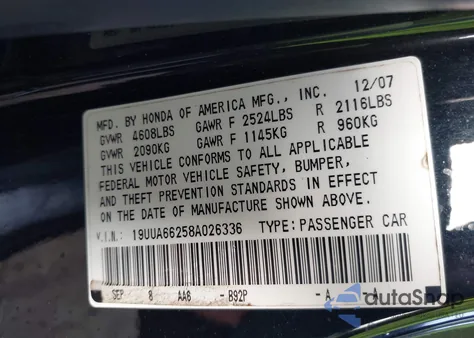 MFD. BY HONDA OF AMERICA MFG., INC. 12/07
GVWR 4608LBS GAWR F 2524LBS R 2116LBS
GVWR 2090KG GAWR F 1145KG R 960KG
THIS VEHICLE CONFORMS TO ALL APPLICABLE
FEDERAL MOTOR VEHICLE SAFETY, BUMPER,
AND THEFT PREVENTION STANDARDS IN EFFECT
ON THE DATE OF MANUFACTURE SHOWN ABOVE.
V.I.N.: 19UUA66258A026336 TYPE: PASSENGER CAR
SEP 8 AA6 -B92P -A -A
autaSnap